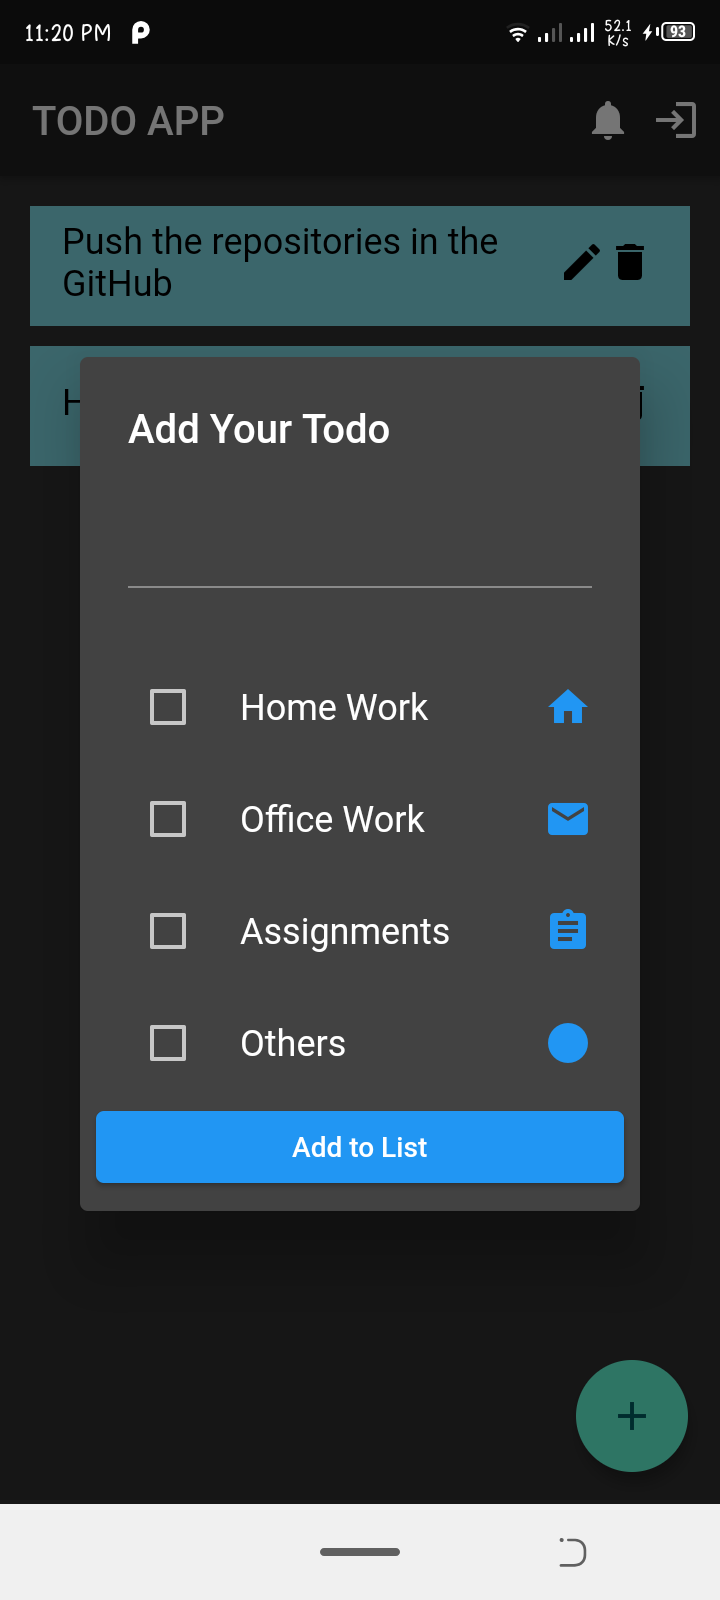 11:20 PM
52.1
K/s
93
TODO APP
Push the repositories in the
GitHub
Add Your Todo
Home Work
Office Work
Assignments
Others
Add to List